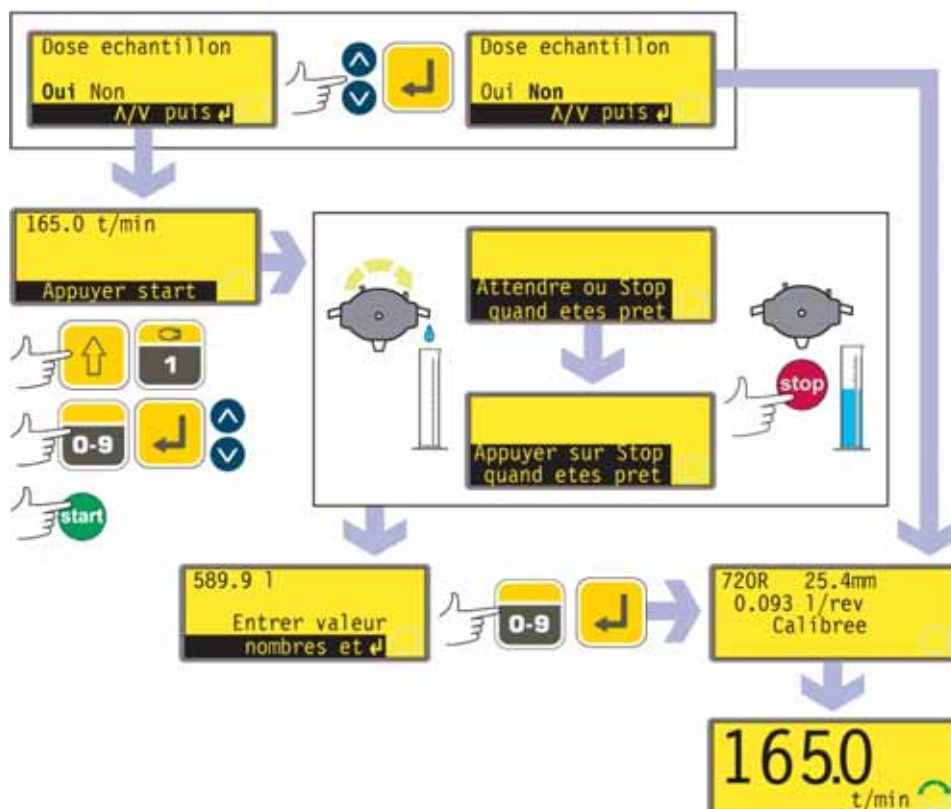 Dose echantillon
Oui Non
Λ/V puis ↲
Dose echantillon
Oui Non
Λ/V puis ↲
165.0 t/min
Appuyer start
1
0-9
start
Attendre ou Stop
quand etes pret
Appuyer sur Stop
quand etes pret
stop
589.9 l
Entrer valeur
nombres et ↲
0-9
720R 25.4mm
0.093 l/rev
Calibree
165.0
t/min